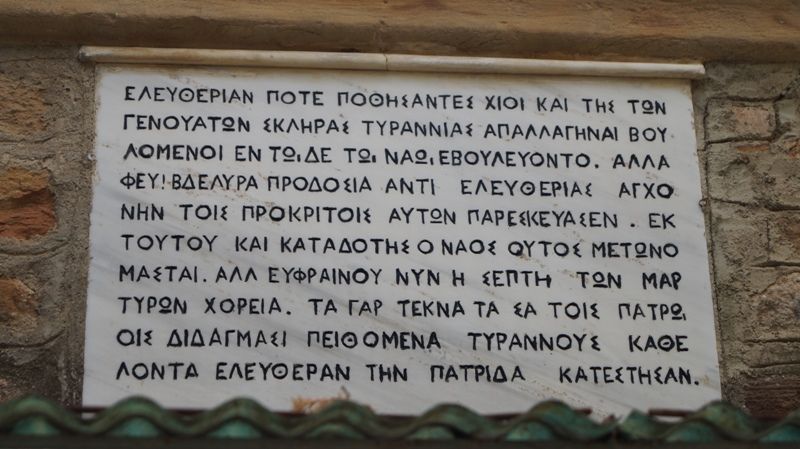 ΕΛΕΥΘΕΡΙΑΝ ΠΟΤΕ ΠΟΘΗΣΑΝΤΕΣ ΧΙΟΙ ΚΑΙ ΤΗΣ ΤΩΝ
ΓΕΝΟΥΑΤΩΝ ΣΚΛΗΡΑΣ ΤΥΡΑΝΝΙΑΣ ΑΠΑΛΛΑΓΗΝΑΙ ΒΟΥ
ΛΟΜΕΝΟΙ ΕΝ ΤΩΙΔΕ ΤΩΙ ΝΑΩΙ ΕΒΟΥΛΕΥΟΝΤΟ. ΑΛΛΑ
ΦΕΥ! ΒΔΕΛΥΡΑ ΠΡΟΔΟΣΙΑ ΑΝΤΙ ΕΛΕΥΘΕΡΙΑΣ ΑΓΧΟ
ΝΗΝ ΤΟΙΣ ΠΡΟΚΡΙΤΟΙΣ ΑΥΤΩΝ ΠΑΡΕΣΚΕΥΑΣΕΝ. ΕΚ
ΤΟΥΤΟΥ ΚΑΙ ΚΑΤΑΔΟΤΗΣ Ο ΝΑΟΣ ΟΥΤΟΣ ΜΕΤΩΝΟ
ΜΑΣΤΑΙ. ΑΛΛ ΕΥΦΡΑΙΝΟΥ ΝΥΝ Η ΣΕΠΤΗ ΤΩΝ ΜΑΡ
ΤΥΡΩΝ ΧΟΡΕΙΑ. ΤΑ ΓΑΡ ΤΕΚΝΑ ΤΑ ΣΑ ΤΟΙΣ ΠΑΤΡΩΙ
ΟΙΣ ΔΙΔΑΓΜΑΣΙ ΠΕΙΘΟΜΕΝΑ ΤΥΡΑΝΝΟΥΣ ΚΑΘΕ
ΛΟΝΤΑ ΕΛΕΥΘΕΡΑΝ ΤΗΝ ΠΑΤΡΙΔΑ ΚΑΤΕΣΤΗΣΑΝ.